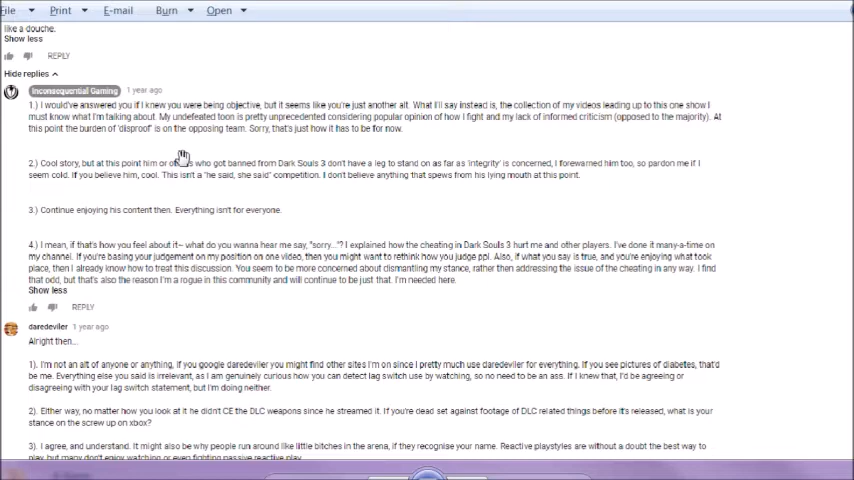 File Print E-mail Burn Open
like a douche.
Show less
REPLY
Hide replies
Inconsequential Gaming 1 year ago
1.) I would've answered you if I knew you were being objective, but it seems like you're just another alt. What I'll say instead is, the collection of my videos leading up to this one show I
must know what I'm talking about. My undefeated toon is pretty unprecedented considering popular opinion of how I fight and my lack of informed criticism (opposed to the majority). At
this point the burden of 'disproof' is on the opposing team. Sorry, that's just how it has to be for now.
2.) Cool story, but at this point him or who got banned from Dark Souls 3 don't have a leg to stand on as far as 'integrity' is concerned, I forewarned him too, so pardon me if I
seem cold. If you believe him, cool. This isn't a "he said, she said" competition. I don't believe anything that spews from his lying mouth at this point.
3.) Continue enjoying his content then. Everything isn't for everyone.
4.) I mean, if that's how you feel about it-- what do you wanna hear me say, "sorry..."? I explained how the cheating in Dark Souls 3 hurt me and other players. I've done it many-a-time on
my channel. If you're basing your judgement on my position on one video, then you might want to rethink how you judge ppl. Also, if what you say is true, and you're enjoying what took
place, then I already know how to treat this discussion. You seem to be more concerned about dismantling my stance, rather then addressing the issue of the cheating in any way. I find
that odd, but that's also the reason I'm a rogue in this community and will continue to be just that. I'm needed here.
Show less
REPLY
daredeviler 1 year ago
Alright then...
1). I'm not an alt of anyone or anything, if you google daredeviler you might find other sites I'm on since I pretty much use daredeviler for everything. If you see pictures of diabetes, that'd
be me. Everything else you said is irrelevant, as I am genuinely curious how you can detect lag switch use by watching, so no need to be an ass. If I knew that, I'd be agreeing or
disagreeing with your lag switch statement, but I'm doing neither.
2). Either way, no matter how you look at it he didn't CE the DLC weapons since he streamed it. If you're dead set against footage of DLC related things before it's released, what is your
stance on the screw up on xbox?
3). I agree, and understand. It might also be why people run around like little bitches in the arena, if they recognise your name. Reactive playstyles are without a doubt the best way to
play, but many don't enjoy watching or even fighting passive reactive play.